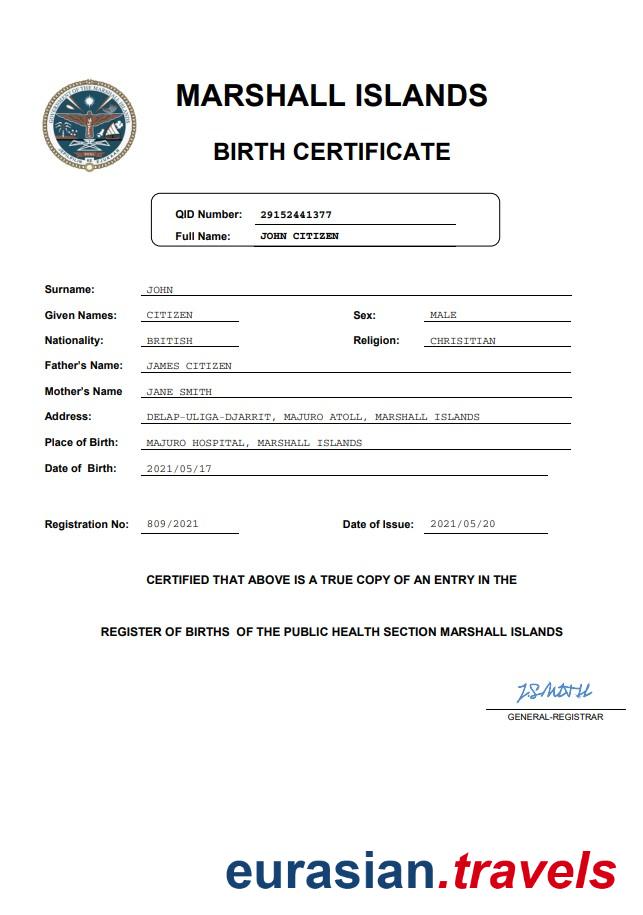 MARSHALL ISLANDS
BIRTH CERTIFICATE
QID Number: 29152441377
Full Name: JOHN CITIZEN
Surname: JOHN
Given Names: CITIZEN Sex: MALE
Nationality: BRITISH Religion: CHRISITIAN
Father's Name: JAMES CITIZEN
Mother's Name JANE SMITH
Address: DELAP-ULIGA-DJARRIT, MAJURO ATOLL, MARSHALL ISLANDS
Place of Birth: MAJURO HOSPITAL, MARSHALL ISLANDS
Date of Birth: 2021/05/17
Registration No: 809/2021 Date of Issue: 2021/05/20
CERTIFIED THAT ABOVE IS A TRUE COPY OF AN ENTRY IN THE
REGISTER OF BIRTHS OF THE PUBLIC HEALTH SECTION MARSHALL ISLANDS
J.SMITH
GENERAL-REGISTRAR
eurasian.travels